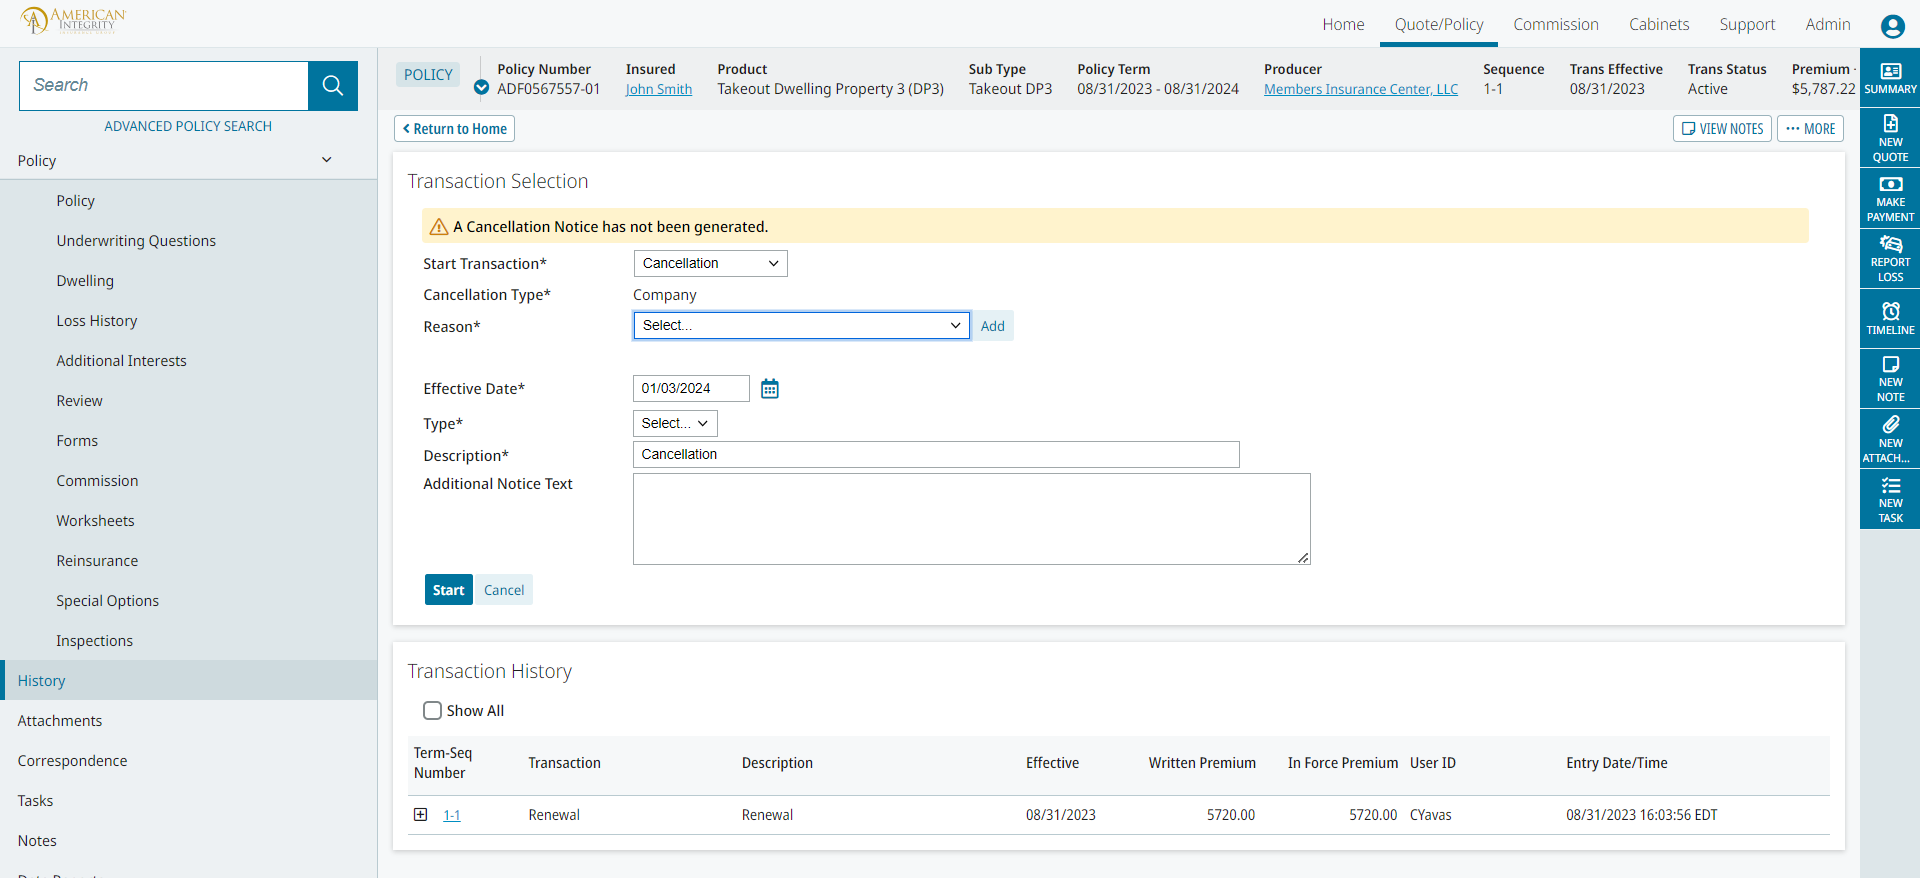 AMERICAN
INTEGRITY
Home
Quote/Policy
Commission
Cabinets
Support
Admin
Search
ADVANCED POLICY SEARCH
Policy
Policy
Underwriting Questions
Dwelling
Loss History
Additional Interests
Review
Forms
Commission
Worksheets
Reinsurance
Special Options
Inspections
History
Attachments
Correspondence
Tasks
Notes
POLICY
Policy Number
ADF0567557-01
Insured
John Smith
Product
Takeout Dwelling Property 3 (DP3)
Sub Type
Takeout DP3
Policy Term
08/31/2023 - 08/31/2024
Producer
Members Insurance Center, LLC
Sequence
1-1
Trans Effective
08/31/2023
Trans Status
Active
Premium -
$5,787.22
Return to Home
VIEW NOTES
MORE
Transaction Selection
A Cancellation Notice has not been generated.
Start Transaction* Cancellation
Cancellation Type* Company
Reason* Select... Add
Effective Date* 01/03/2024
Type* Select...
Description* Cancellation
Additional Notice Text
Start Cancel
Transaction History
Show All
Term-Seq Number Transaction Description Effective Written Premium In Force Premium User ID Entry Date/Time
1-1 Renewal Renewal 08/31/2023 5720.00 5720.00 CYavas 08/31/2023 16:03:56 EDT
SUMMARY
NEW
QUOTE
MAKE
PAYMENT
REPORT
LOSS
TIMELINE
NEW
NOTE
NEW
ATTACH...
NEW
TASK